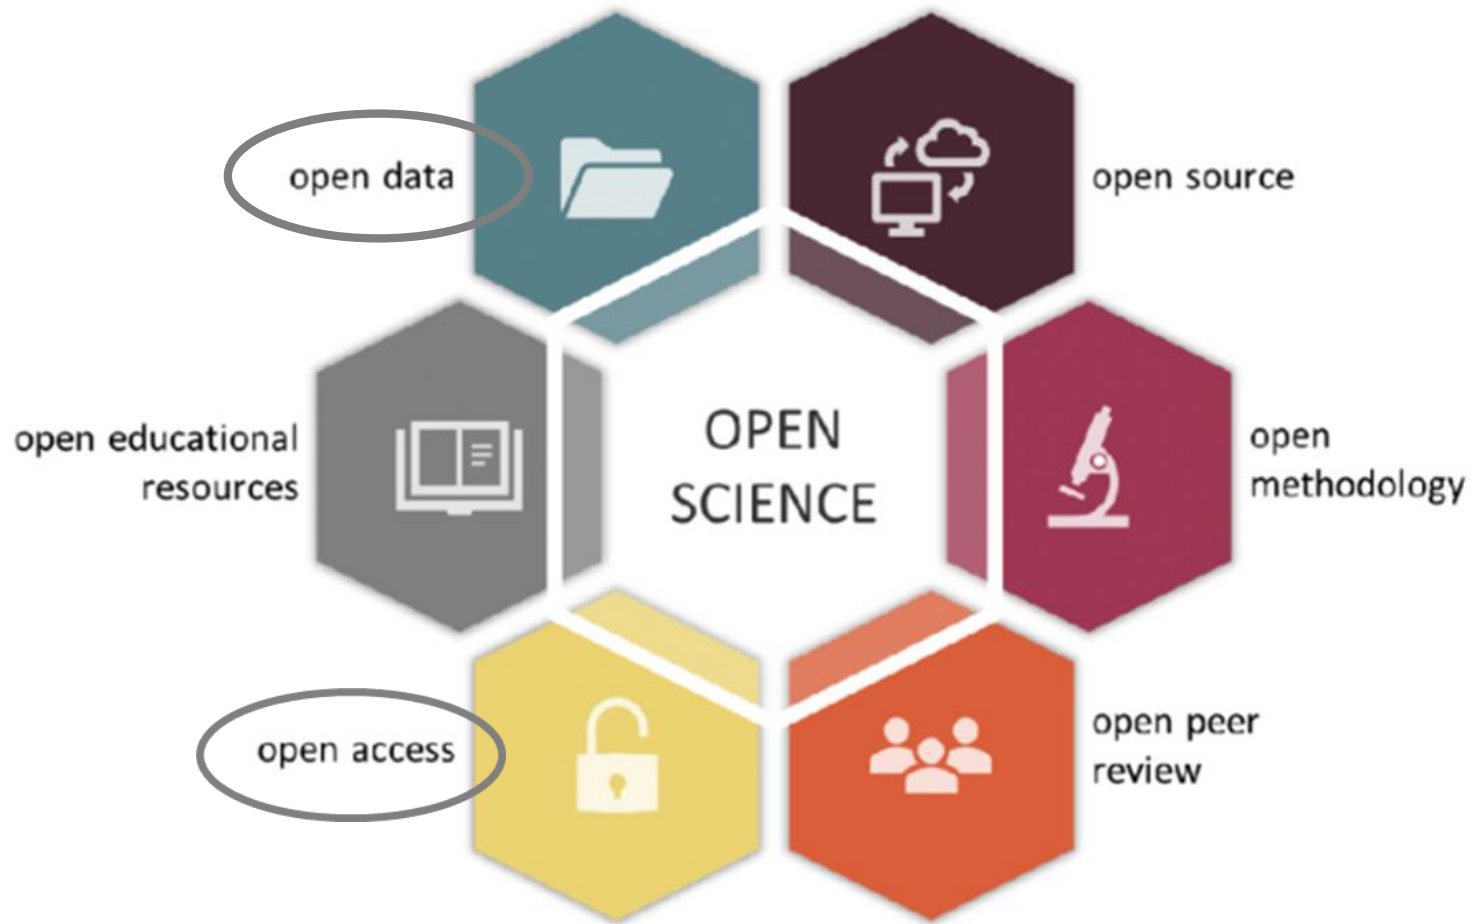 open data
open source
open educational
resources
OPEN
SCIENCE
open
methodology
open access
open peer
review